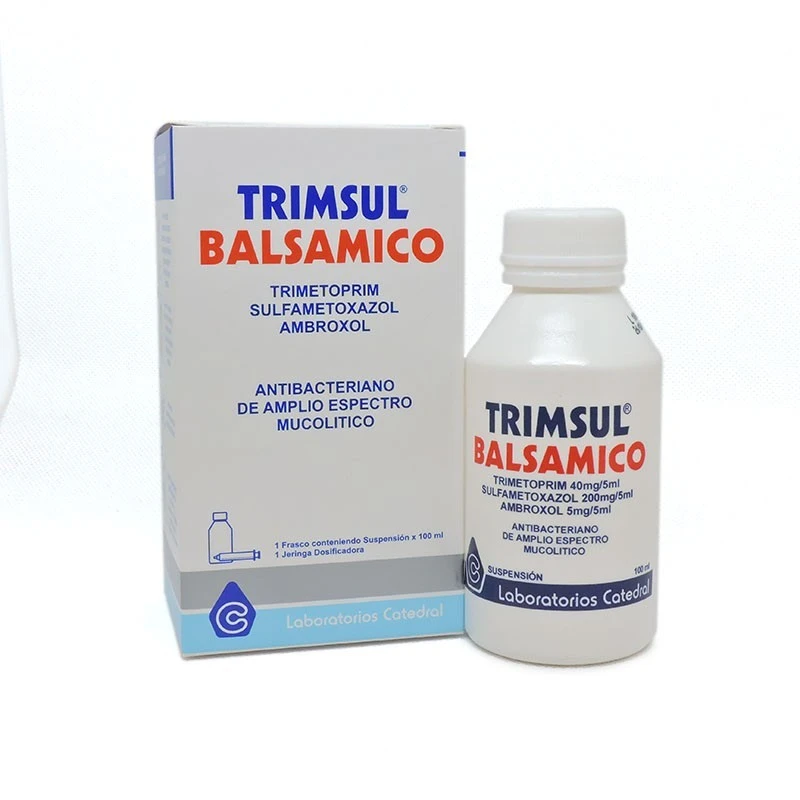 TRIMSUL®
BALSAMICO
TRIMETOPRIM
SULFAMETOXAZOL
AMBROXOL
ANTIBACTERIANO
DE AMPLIO ESPECTRO
MUCOLITICO
1 Frasco conteniendo Suspensión x 100 ml
1 Jeringa Dosificadora
C
Laboratorios Catedral
TRIMSUL®
BALSAMICO
TRIMETOPRIM 40mg/5ml
SULFAMETOXAZOL 200mg/5ml
AMBROXOL 5mg/5ml
ANTIBACTERIANO
DE AMPLIO ESPECTRO
MUCOLITICO
SUSPENSIÓN 100 ml
C
Laboratorios Catedral